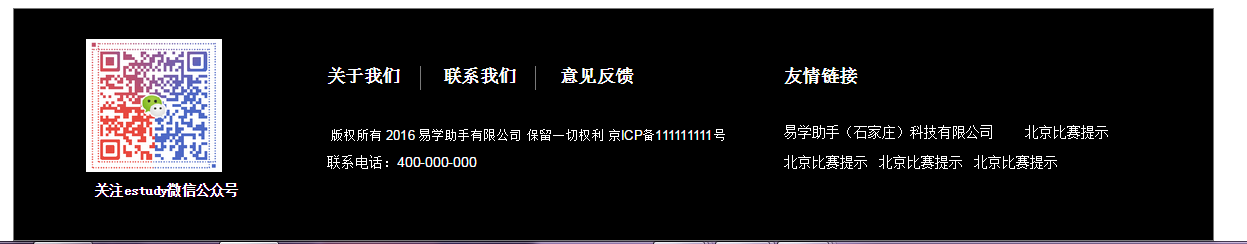 关于我们 联系我们 意见反馈 友情链接
版权所有 2016 易学助手有限公司 保留一切权利 京ICP备111111111号
联系电话：400-000-000
易学助手（石家庄）科技有限公司 北京比赛提示
北京比赛提示 北京比赛提示 北京比赛提示
关注estudy微信公众号